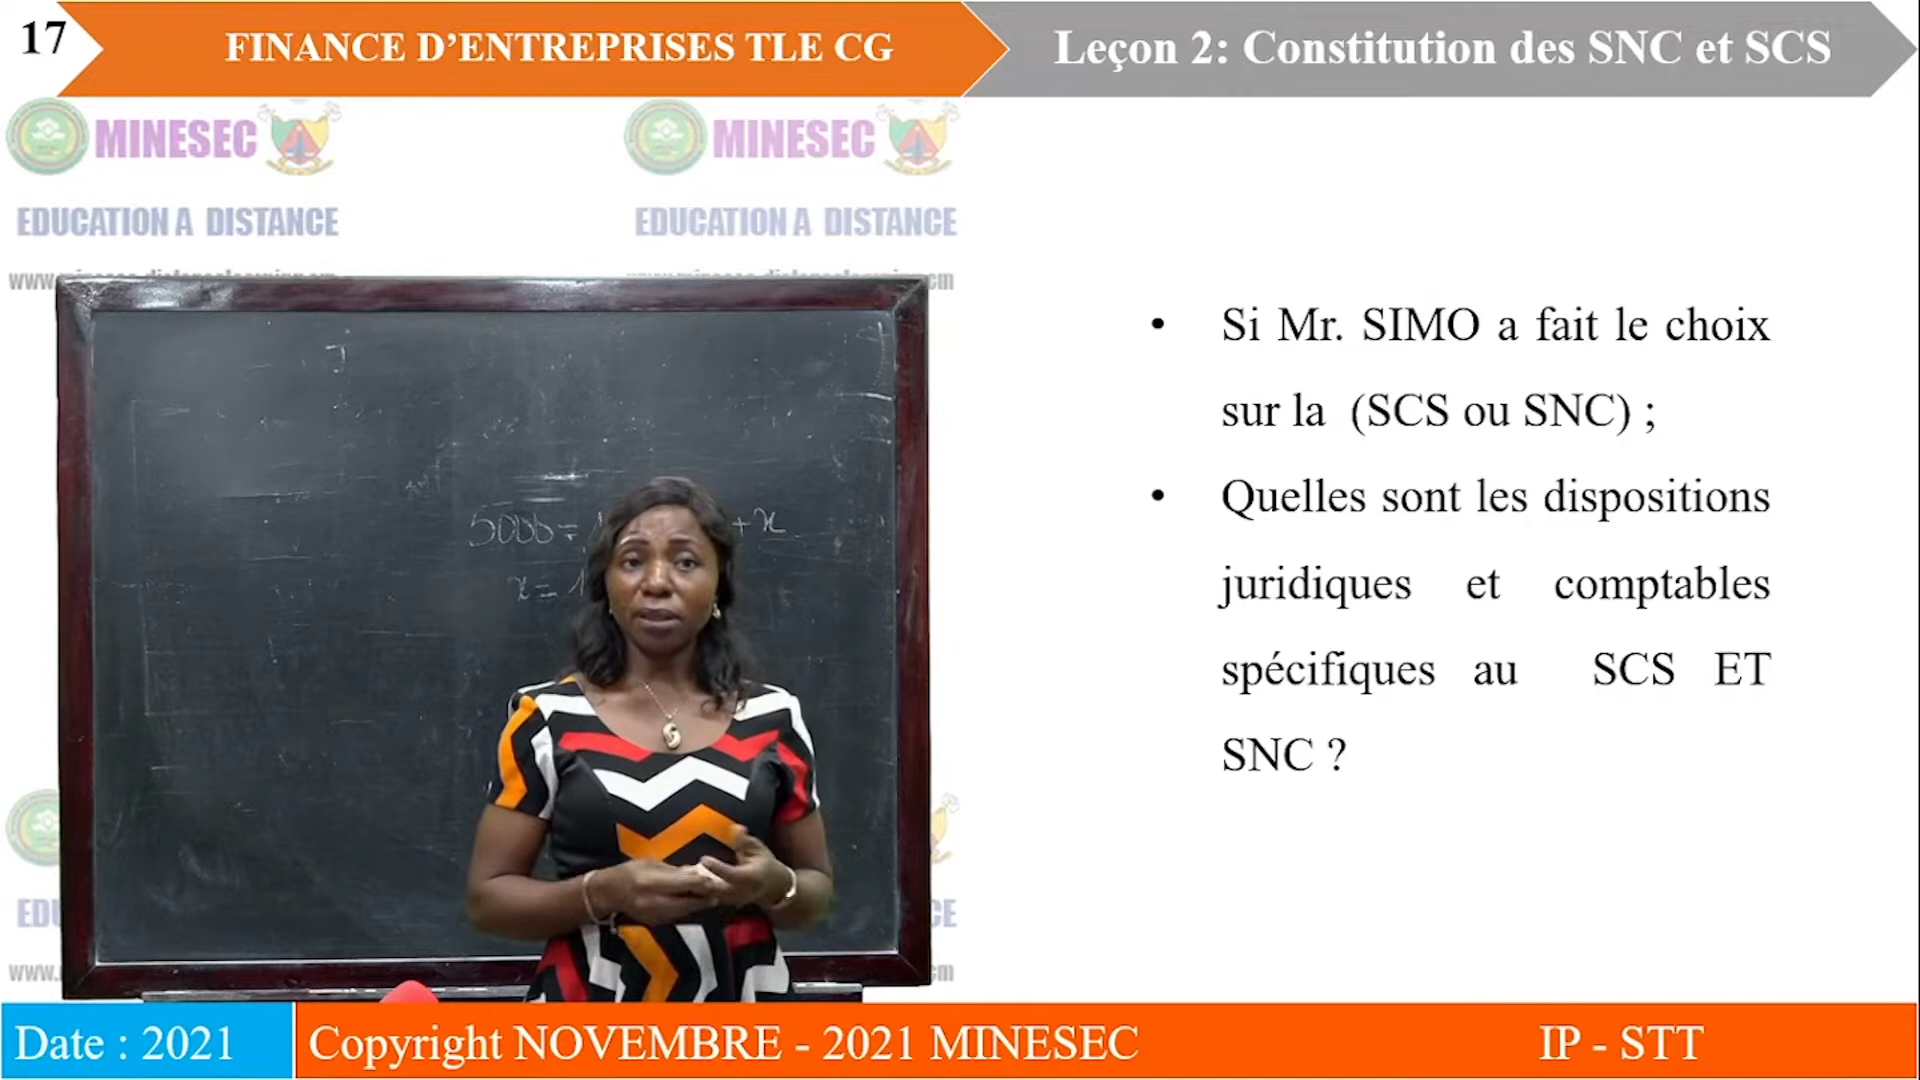 17
FINANCE D’ENTREPRISES TLE CG
Leçon 2: Constitution des SNC et SCS
MINESEC
MINESEC
EDUCATION A DISTANCE
EDUCATION A DISTANCE
• Si Mr. SIMO a fait le choix
sur la (SCS ou SNC) ;
• Quelles sont les dispositions
juridiques et comptables
spécifiques au SCS ET
SNC ?
5000 =
+ x
x =
Date : 2021
Copyright NOVEMBRE - 2021 MINESEC
IP - STT